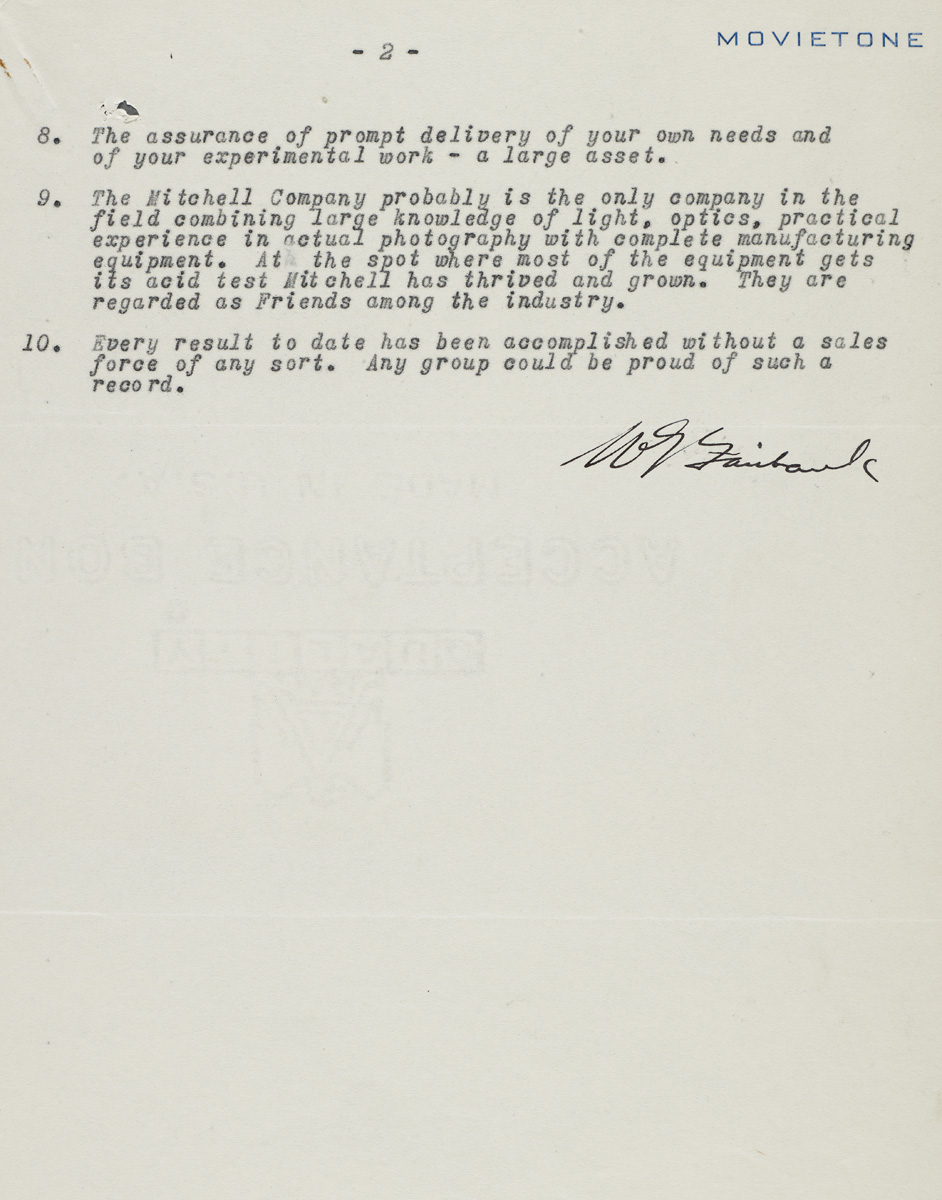 MOVIETONE
- 2 -
8. The assurance of prompt delivery of your own needs and
of your experimental work - a large asset.
9. The Mitchell Company probably is the only company in the
field combining large knowledge of light, optics, practical
experience in actual photography with complete manufacturing
equipment. At the spot where most of the equipment gets
its acid test Mitchell has thrived and grown. They are
regarded as Friends among the industry.
10. Every result to date has been accomplished without a sales
force of any sort. Any group could be proud of such a
record.
Fairbank